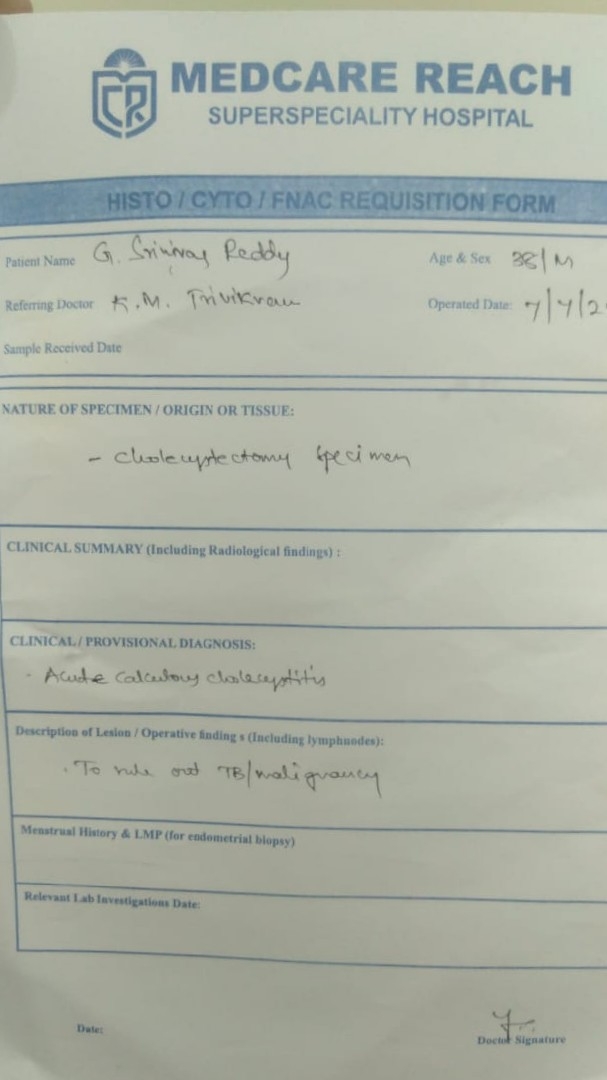 MEDCARE REACH
SUPERSPECIALITY HOSPITAL
HISTO / CYTO / FNAC REQUISITION FORM
Patient Name G. Srinivas Reddy Age & Sex 38/M
Referring Doctor K.M. Trivikram Operated Date: 7/7/2
Sample Received Date
NATURE OF SPECIMEN / ORIGIN OR TISSUE:
- Cholecystectomy specimen
CLINICAL SUMMARY (Including Radiological findings) :
CLINICAL / PROVISIONAL DIAGNOSIS:
- Acute Calculous cholecystitis
Description of Lesion / Operative finding s (Including lymphnodes):
. To rule out TB/malignancy
Menstrual History & LMP (for endometrial biopsy)
Relevant Lab Investigations Date:
Date:
Doctor Signature